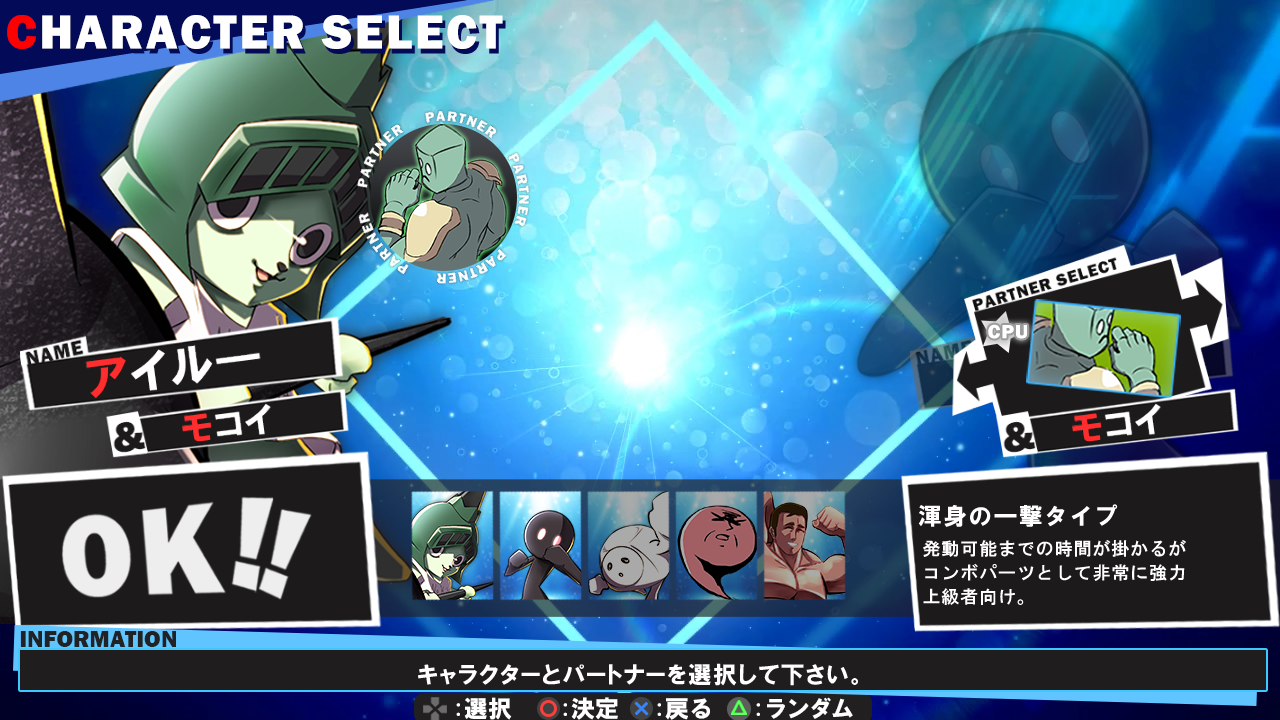 CHARACTER SELECT
PARTNER PARTNER PARTNER PARTNER PARTNER PARTNER
NAME
アイルー
&モコイ
OK!!
PARTNER SELECT
CPU
NAME
&モコイ
渾身の一撃タイプ
発動可能までの時間が掛かるが
コンボパーツとして非常に強力
上級者向け。
INFORMATION
キャラクターとパートナーを選択して下さい。
:選択 :決定 :戻る :ランダム